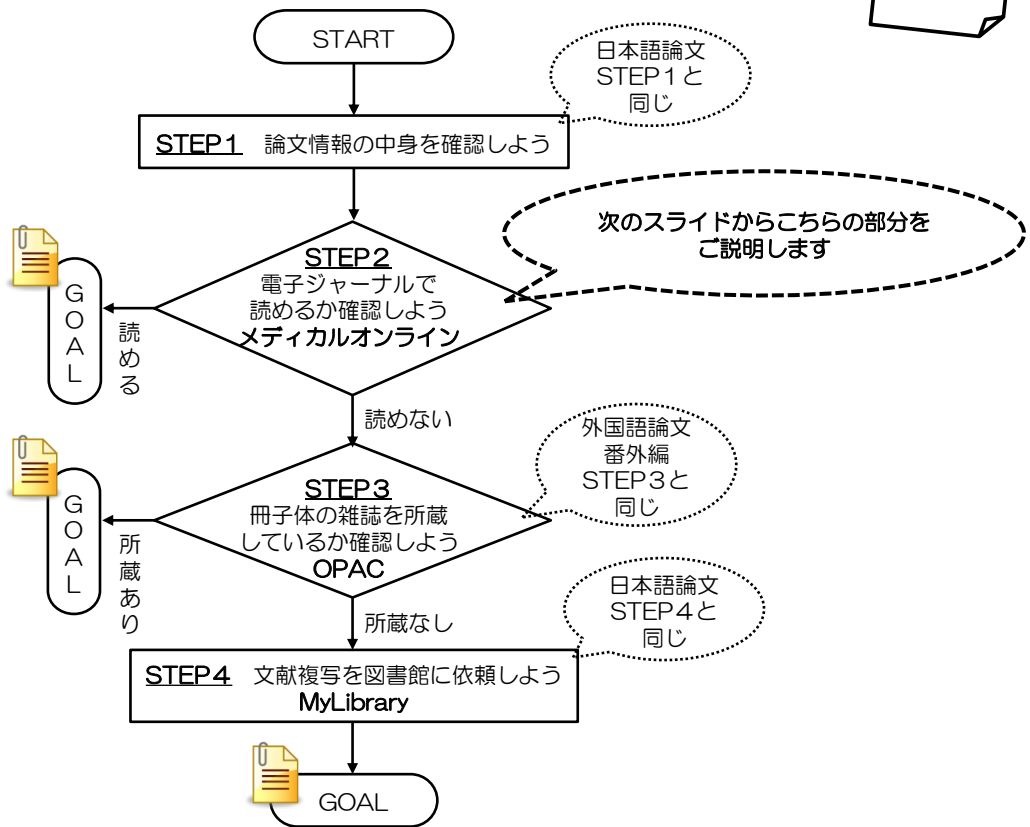 START
日本語論文
STEP1と
同じ
STEP1 論文情報の中身を確認しよう
次のスライドからこちらの部分を
ご説明します
STEP2
電子ジャーナルで
読めるか確認しよう
メディカルオンライン
GOAL
読める
読めない
外国語論文
番外編
STEP3と
同じ
STEP3
冊子体の雑誌を所蔵
しているか確認しよう
OPAC
GOAL
所蔵あり
所蔵なし
日本語論文
STEP4と
同じ
STEP4 文献複写を図書館に依頼しよう
MyLibrary
GOAL